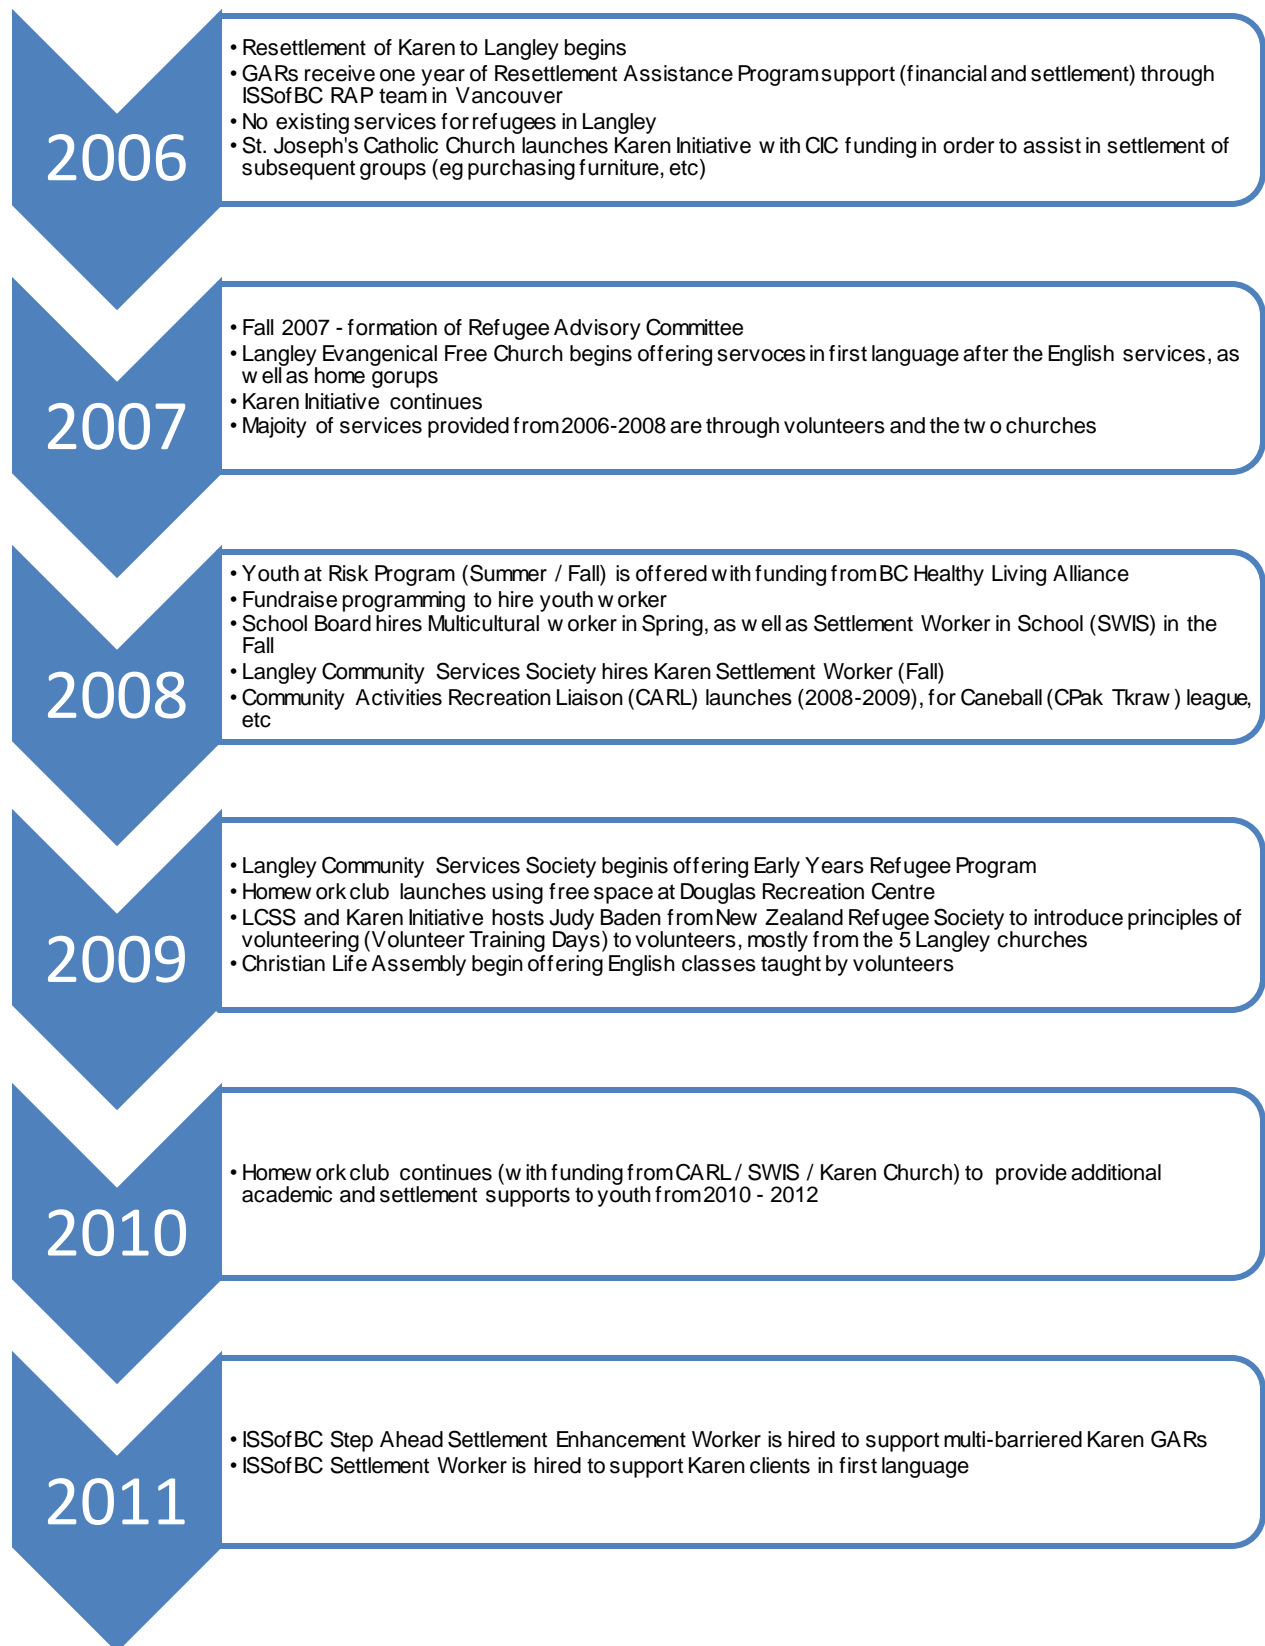 2006
• Resettlement of Karen to Langley begins
• GARs receive one year of Resettlement Assistance Program support (financial and settlement) through
ISSofBC RAP team in Vancouver
• No existing services for refugees in Langley
• St. Joseph's Catholic Church launches Karen Initiative with CIC funding in order to assist in settlement of
subsequent groups (eg purchasing furniture, etc)
2007
• Fall 2007 - formation of Refugee Advisory Committee
• Langley Evangenical Free Church begins offering servoces in first language after the English services, as
well as home gorups
• Karen Initiative continues
• Majoity of services provided from 2006-2008 are through volunteers and the two churches
2008
• Youth at Risk Program (Summer / Fall) is offered with funding from BC Healthy Living Alliance
• Fundraise programming to hire youth worker
• School Board hires Multicultural worker in Spring, as well as Settlement Worker in School (SWIS) in the
Fall
• Langley Community Services Society hires Karen Settlement Worker (Fall)
• Community Activities Recreation Liaison (CARL) launches (2008-2009), for Caneball (CPak Tkraw) league,
etc
2009
• Langley Community Services Society beginis offering Early Years Refugee Program
• Homework club launches using free space at Douglas Recreation Centre
• LCSS and Karen Initiative hosts Judy Baden from New Zealand Refugee Society to introduce principles of
volunteering (Volunteer Training Days) to volunteers, mostly from the 5 Langley churches
• Christian Life Assembly begin offering English classes taught by volunteers
2010
• Homework club continues (with funding from CARL / SWIS / Karen Church) to provide additional
academic and settlement supports to youth from 2010 - 2012
2011
• ISSofBC Step Ahead Settlement Enhancement Worker is hired to support multi-barriered Karen GARs
• ISSofBC Settlement Worker is hired to support Karen clients in first language